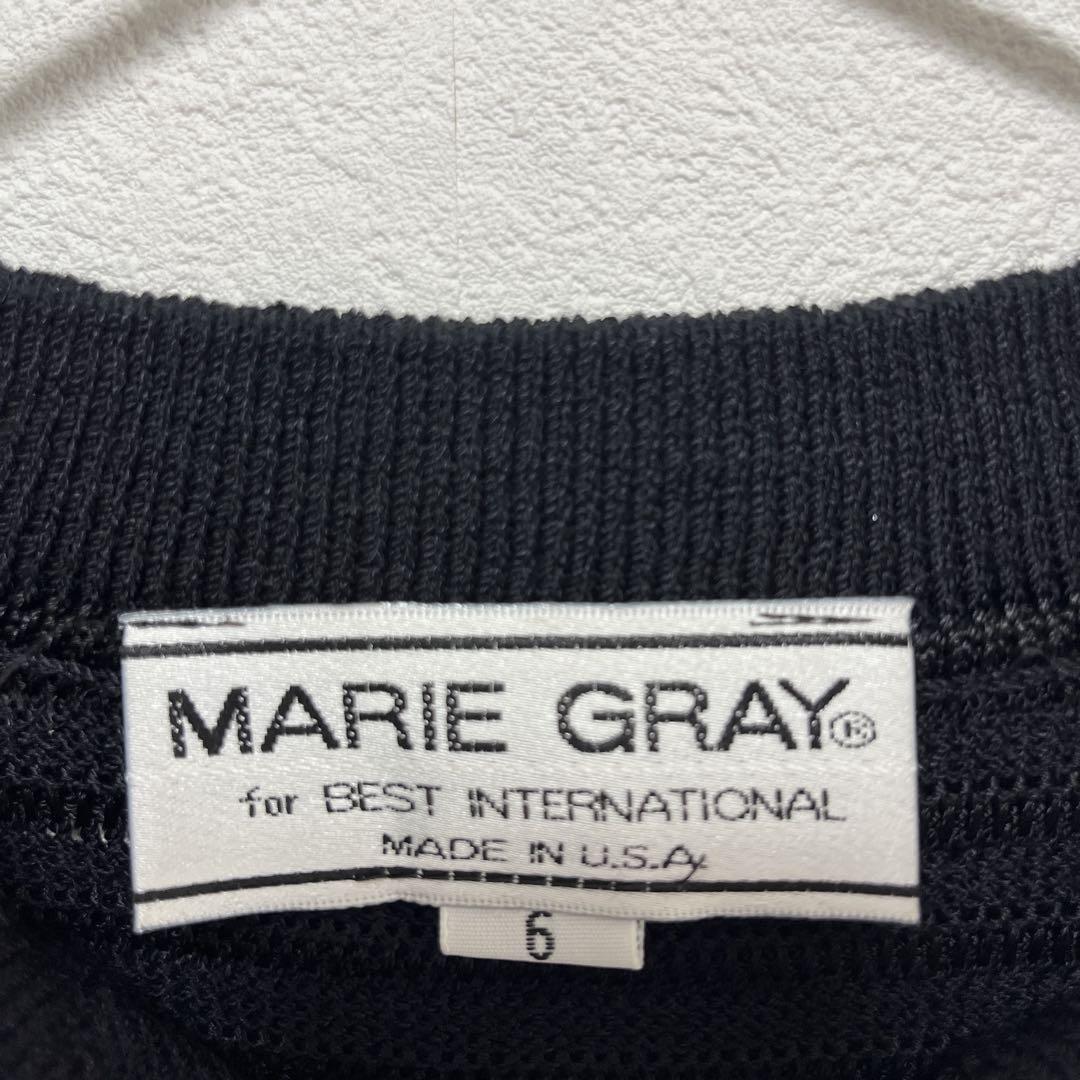 MARIE GRAY®
for BEST INTERNATIONAL
MADE IN U.S.A.
6